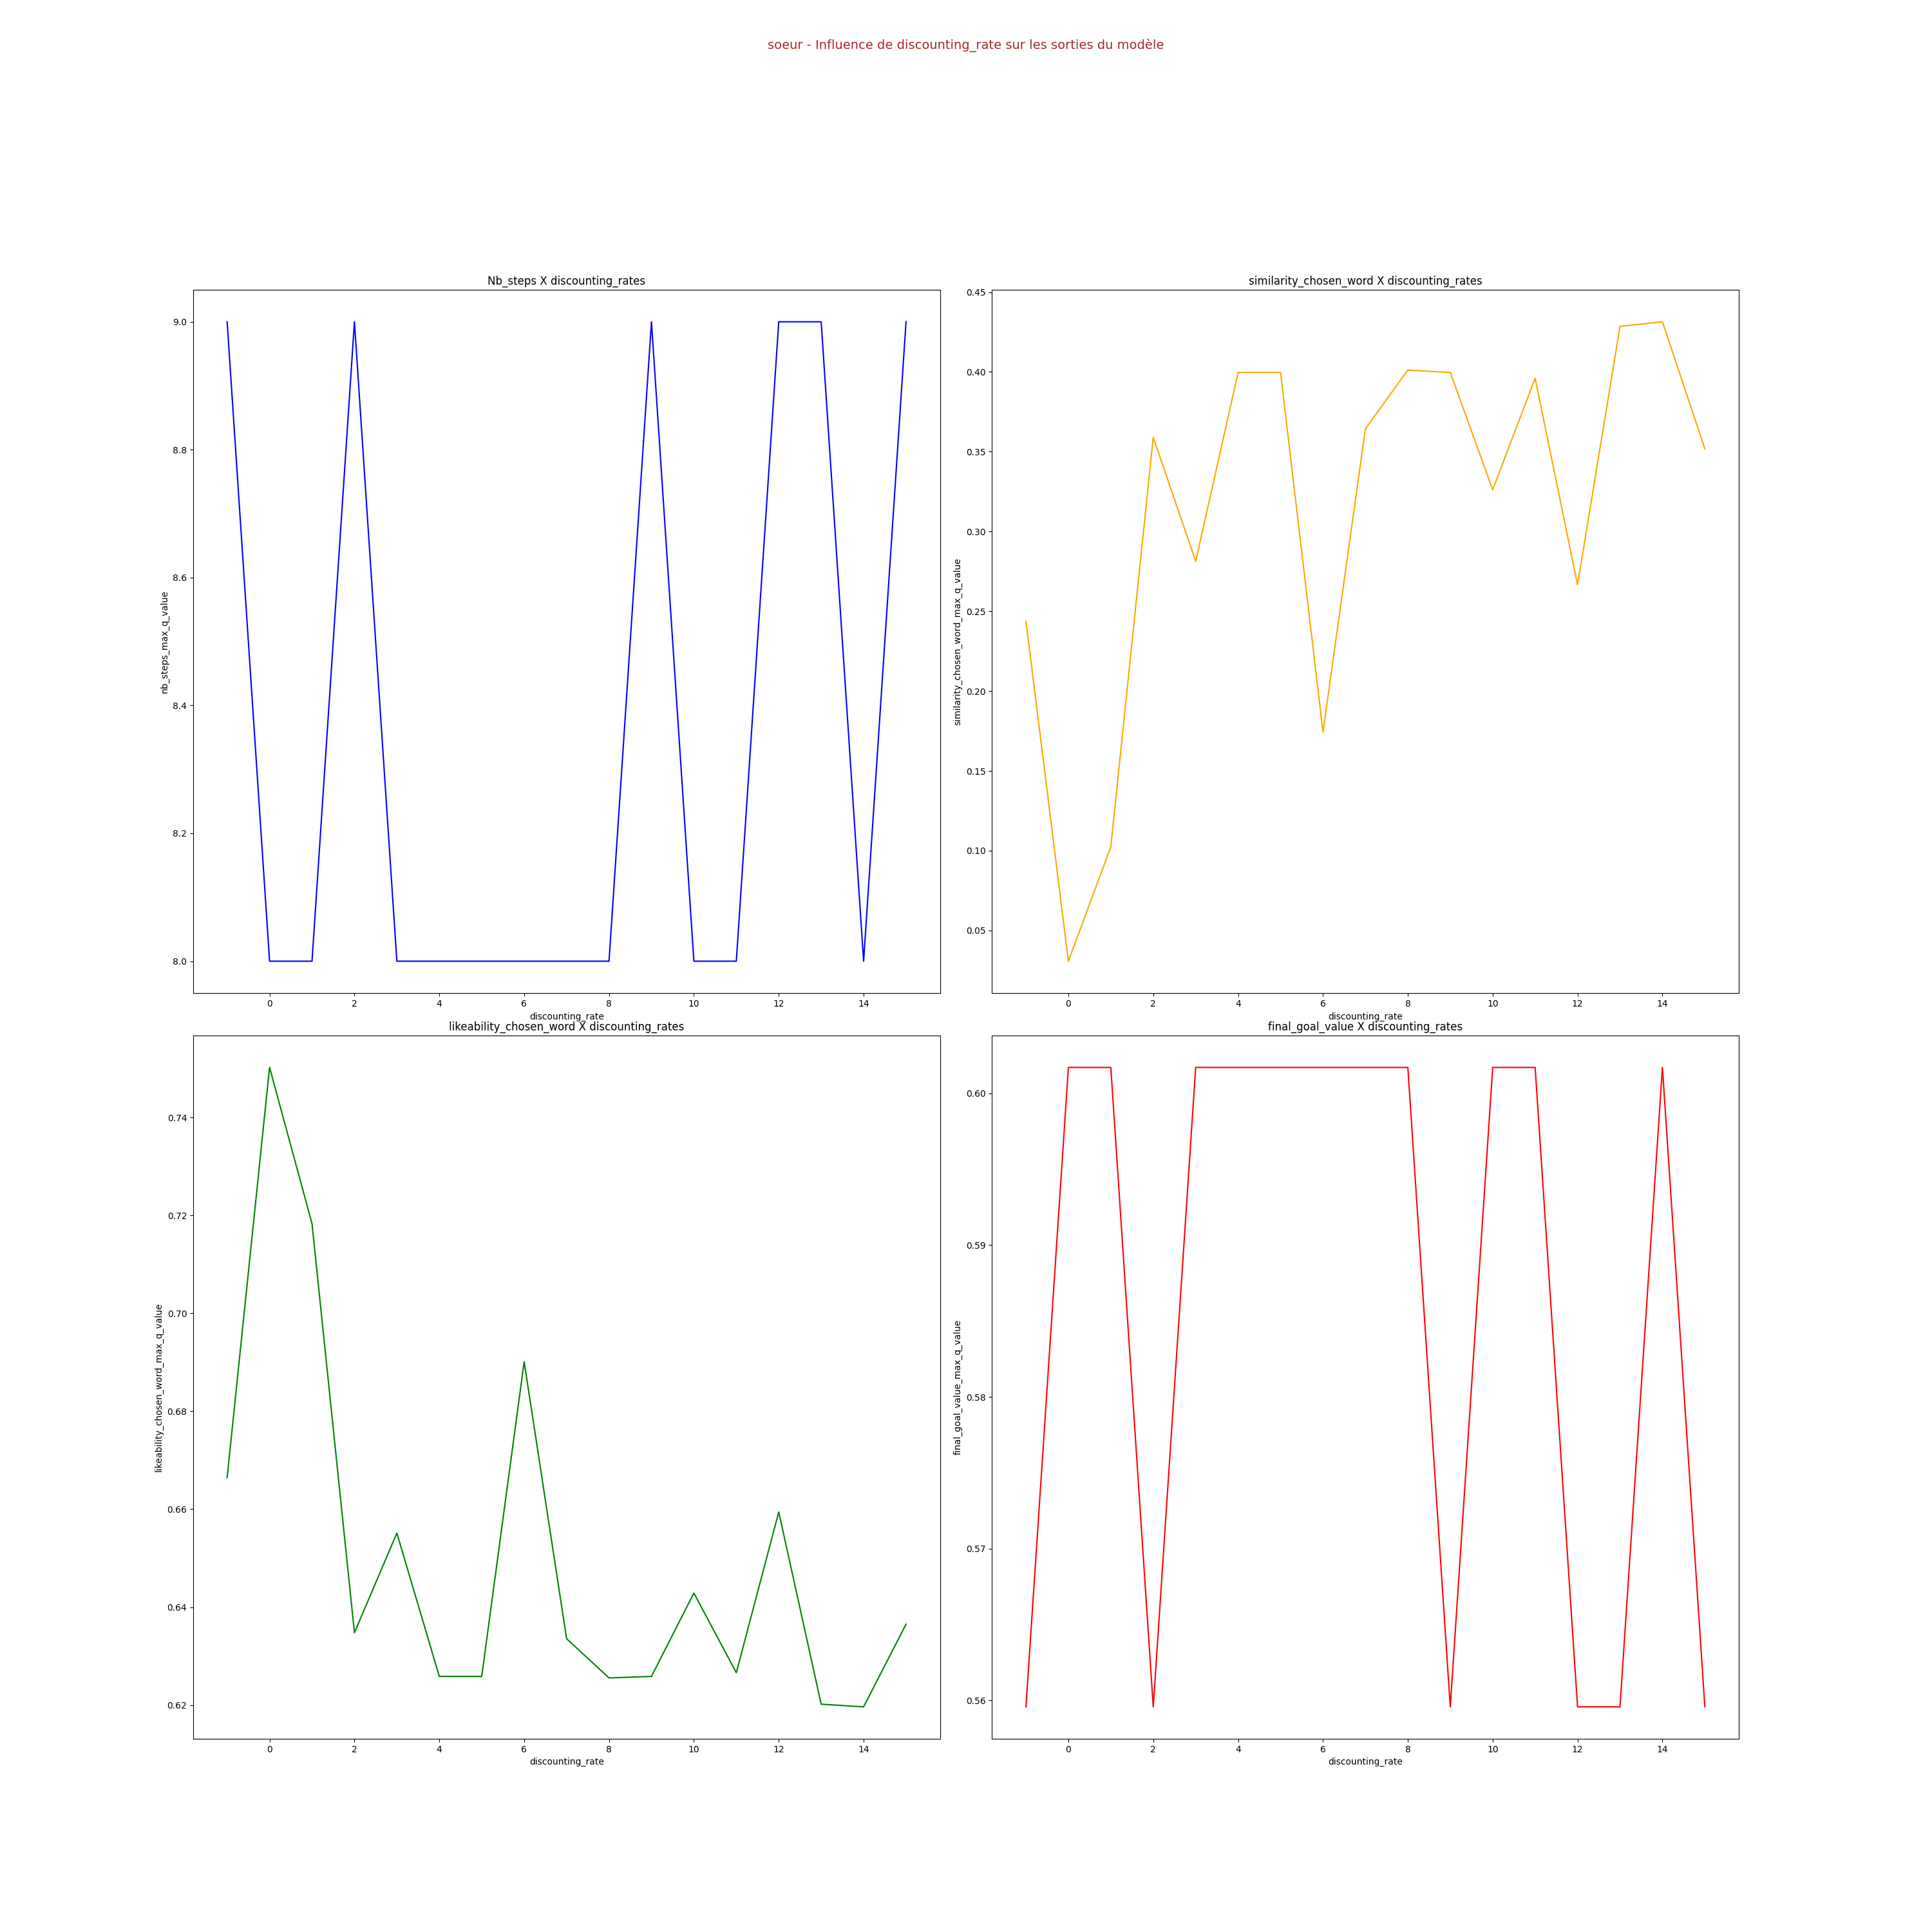 soeur - Influence de discounting_rate sur les sorties du modèle
Nb_steps X discounting_rates
nb_steps_max_q_value
9.0
8.8
8.6
8.4
8.2
8.0
0 2 4 6 8 10 12 14
discounting_rate
similarity_chosen_word X discounting_rates
similarity_chosen_word_max_q_value
0.45
0.40
0.35
0.30
0.25
0.20
0.15
0.10
0.05
0 2 4 6 8 10 12 14
discounting_rate
likeability_chosen_word X discounting_rates
likeability_chosen_word_max_q_value
0.74
0.72
0.70
0.68
0.66
0.64
0.62
0 2 4 6 8 10 12 14
discounting_rate
final_goal_value X discounting_rates
final_goal_value_max_q_value
0.60
0.59
0.58
0.57
0.56
0 2 4 6 8 10 12 14
discounting_rate